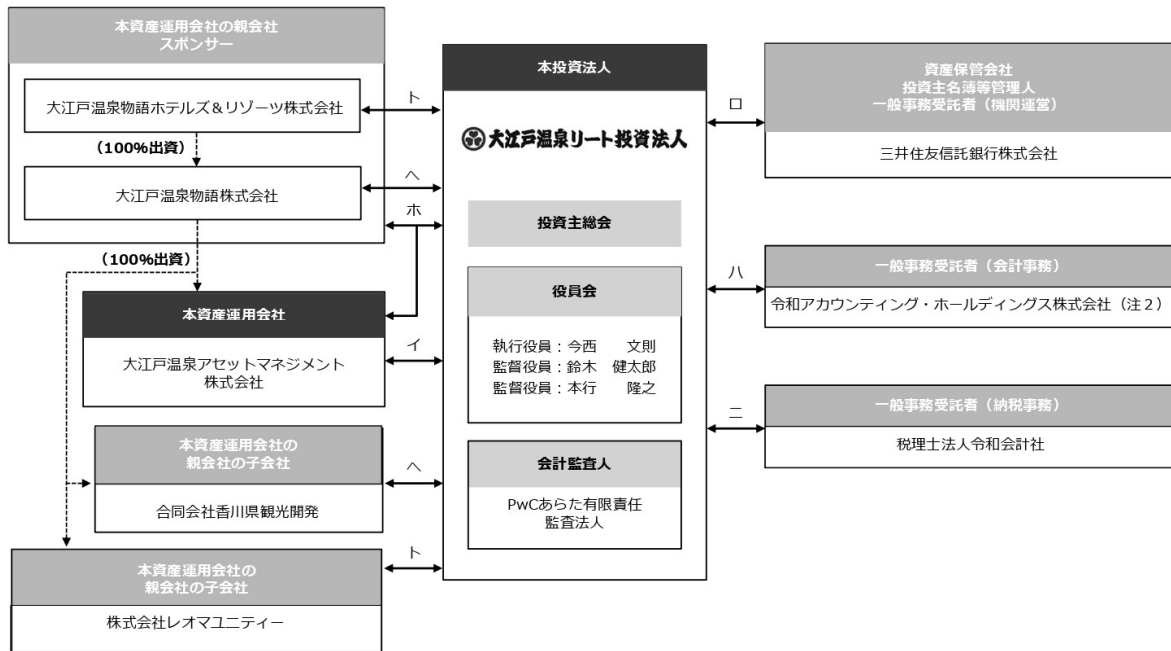 本資産運用会社の親会社
スポンサー
大江戸温泉物語ホテルズ＆リゾーツ株式会社
（100%出資）
大江戸温泉物語株式会社
（100%出資）
本資産運用会社
大江戸温泉アセットマネジメント
株式会社
本資産運用会社の
親会社の子会社
合同会社香川県観光開発
本資産運用会社の
親会社の子会社
株式会社レオマユニティー
ト
ヘ
ホ
イ
ヘ
ト
本投資法人
大江戸温泉リート投資法人
投資主総会
役員会
執行役員：今西　　文則
監督役員：鈴木　健太郎
監督役員：本行　　隆之
会計監査人
PwCあらた有限責任
監査法人
ロ
ハ
ニ
資産保管会社
投資主名簿等管理人
一般事務受託者（機関運営）
三井住友信託銀行株式会社
一般事務受託者（会計事務）
令和アカウンティング・ホールディングス株式会社（注２）
一般事務受託者（納税事務）
税理士法人令和会計社